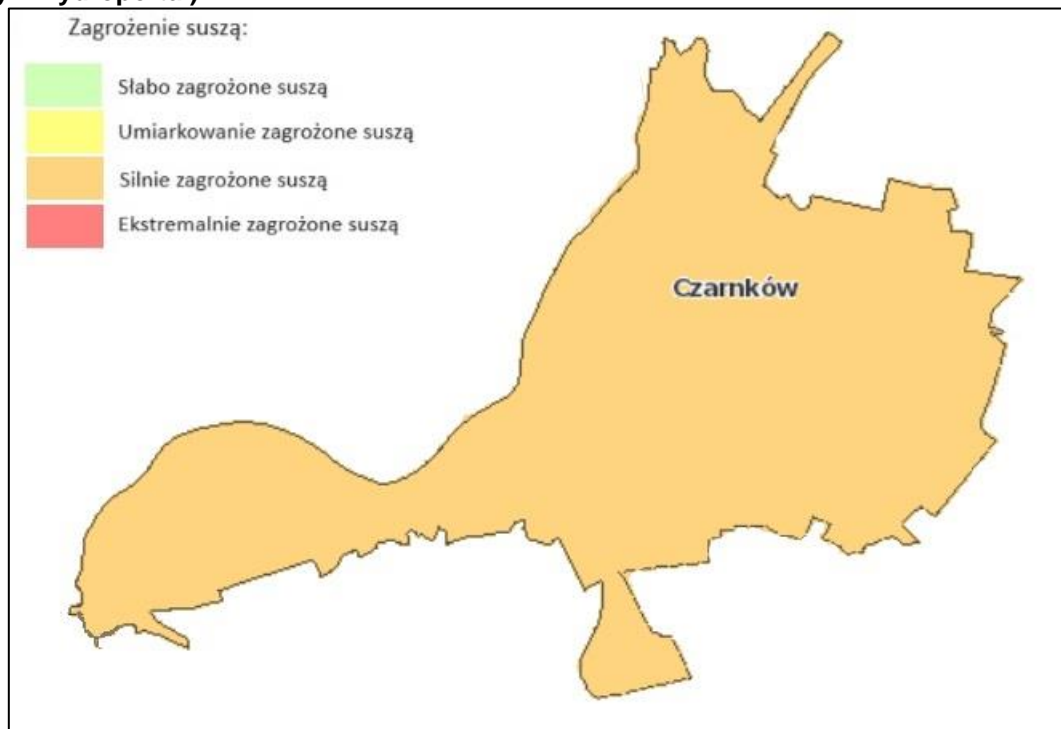 Zagrożenie suszą:
Słabo zagrożone suszą
Umiarkowanie zagrożone suszą
Silnie zagrożone suszą
Ekstremalnie zagrożone suszą
Czarnków